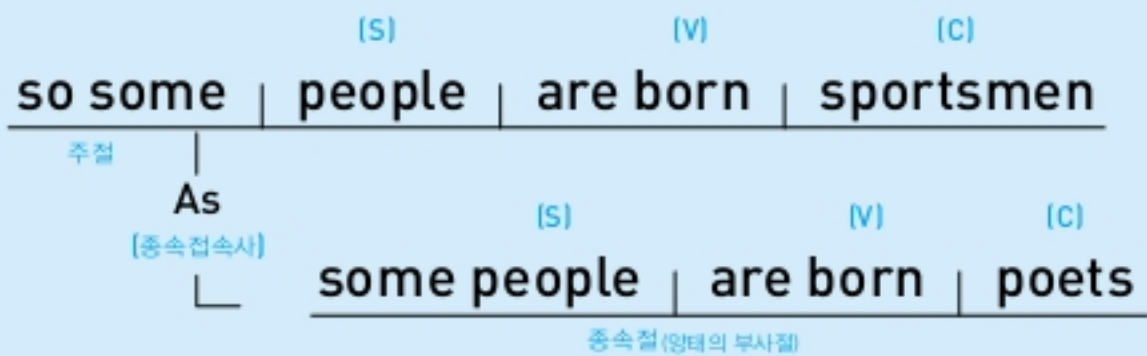 (S) (V) (C)
so some people are born sportsmen
주절
As
(S) (V) (C)
(종속접속사)
some people are born poets
종속절(양태의 부사절)